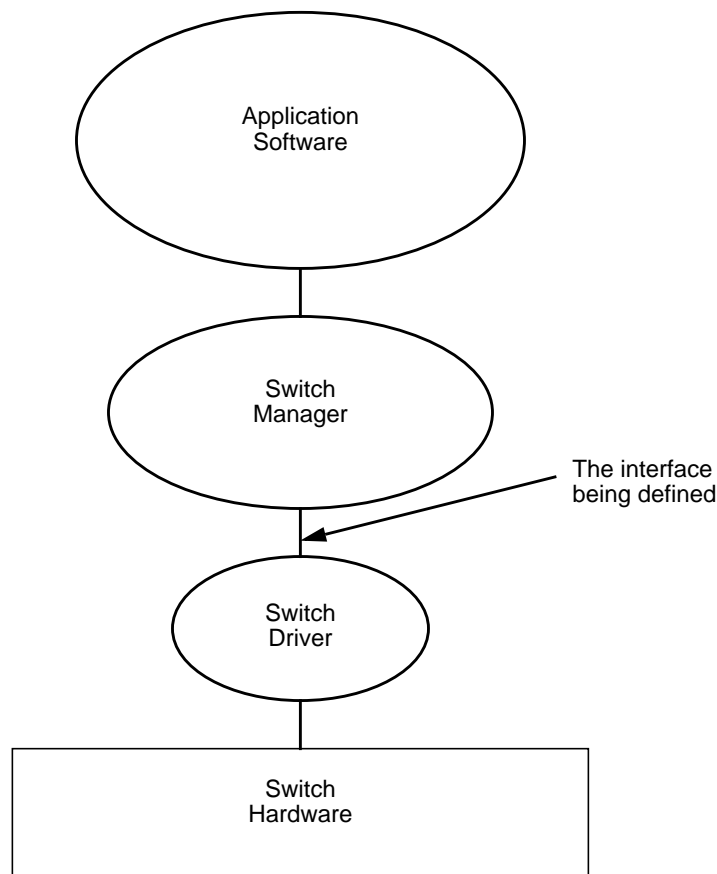 Application
Software
Switch
Manager
The interface
being defined
Switch
Driver
Switch
Hardware